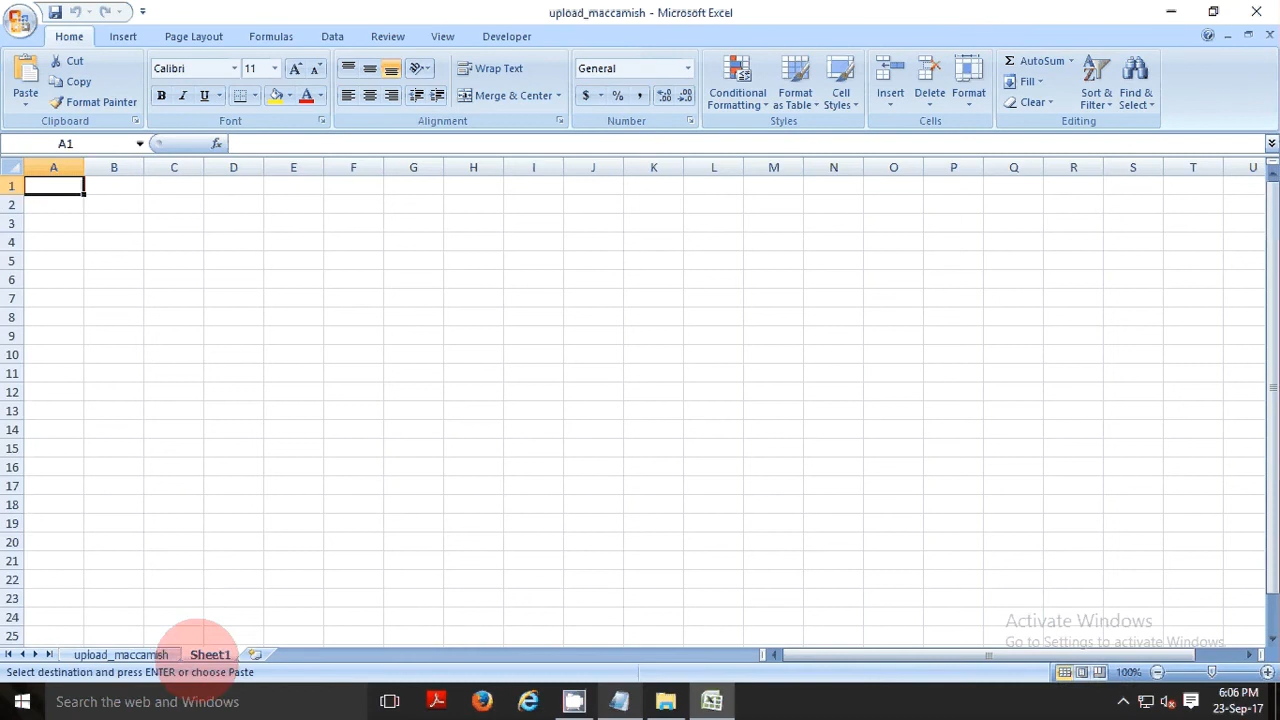 upload_maccamish - Microsoft Excel
Home Insert Page Layout Formulas Data Review View Developer
Paste
Cut
Copy
Format Painter
Clipboard
Calibri 11
B I U A
Font
Wrap Text
Merge & Center
Alignment
General
$ % ,
Number
Conditional Formatting
Format as Table
Cell Styles
Styles
Insert
Delete
Format
Cells
Σ AutoSum
Fill
Clear
Sort & Filter
Find & Select
Editing
A1 fx
A B C D E F G H I J K L M N O P Q R S T U
1
2
3
4
5
6
7
8
9
10
11
12
13
14
15
16
17
18
19
20
21
22
23
24
25
Activate Windows
Go to Settings to activate Windows.
upload_maccamish Sheet1
Select destination and press ENTER or choose Paste
100%
Search the web and Windows
6:06 PM
23-Sep-17